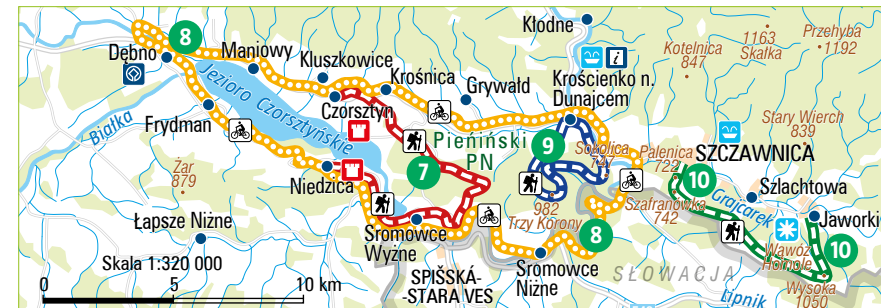 8
Dębno
Maniowy
Kluszkowice
Krośnica
Grywałd
Kłodne
i
Kotelnica
847
1163
Skałka
Przehyba
1192
Jezioro Czorsztyńskie
Czorsztyn
Krościenko n.
Dunajcem
Białka
Frydman
Pieniński
PN
9
Sokolica
747
Stary Wierch
839
Palenica
722
SZCZAWNICA
Żar
879
Niedzica
7
10
Grajcarek
Szlachtowa
982
Trzy Korony
Szafranówka
742
Jaworki
Łapsze Niżne
Sromowce
Wyżne
8
Wąwóz
Homole
10
Skala 1:320 000
SPIŠSKÁ-
-STARÁ VES
Sromowce
Niżne
SŁOWACJA
Lipnik
Wysoka
1050
0 5 10 km